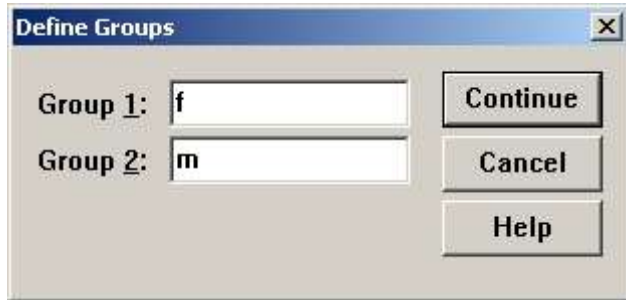 Define Groups
Group 1: f
Continue
Group 2: m
Cancel
Help